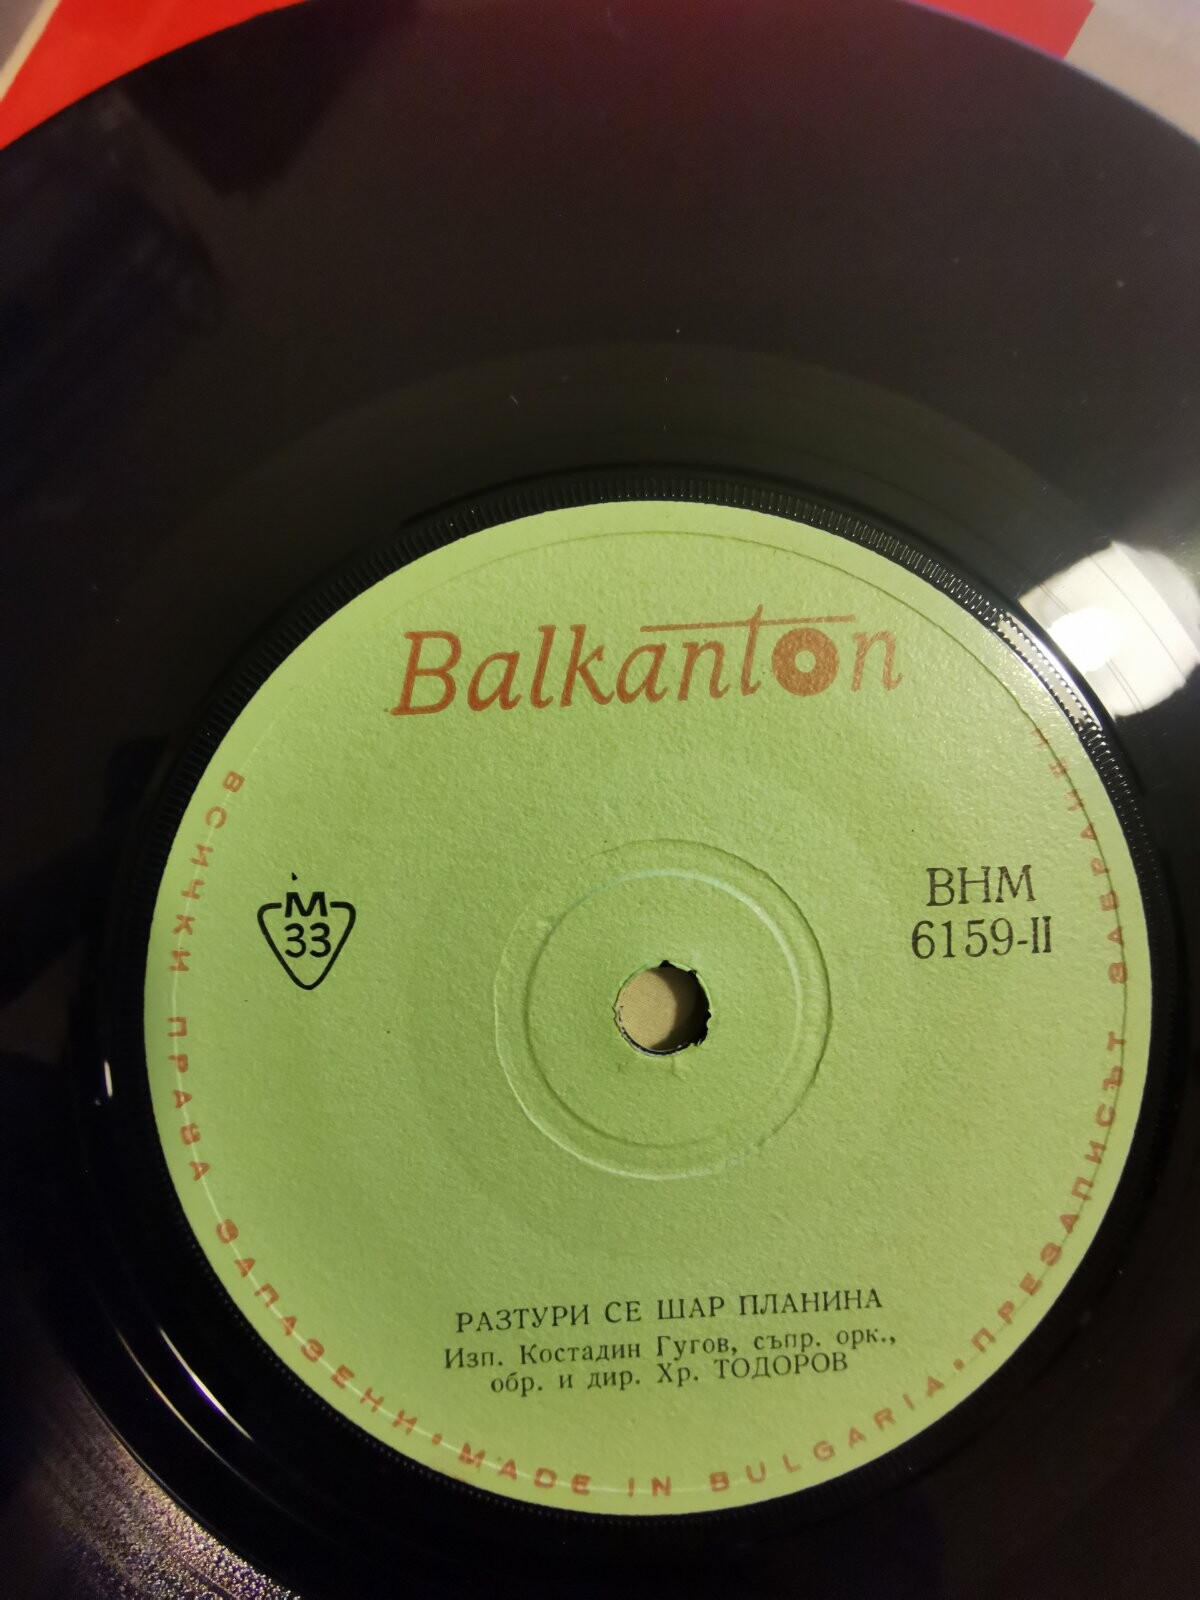 Balkanton
М
33
ВНМ
6159-II
РАЗТУРИ СЕ ШАР ПЛАНИНА
Изп. Костадин Гугов, съпр. орк.,
обр. и дир. Хр. ТОДОРОВ
ВСИЧКИ ПРАВА ЗАПАЗЕНИ • MADE IN BULGARIA • ПРЕЗАПИСЪТ ЗАБРАНЕН